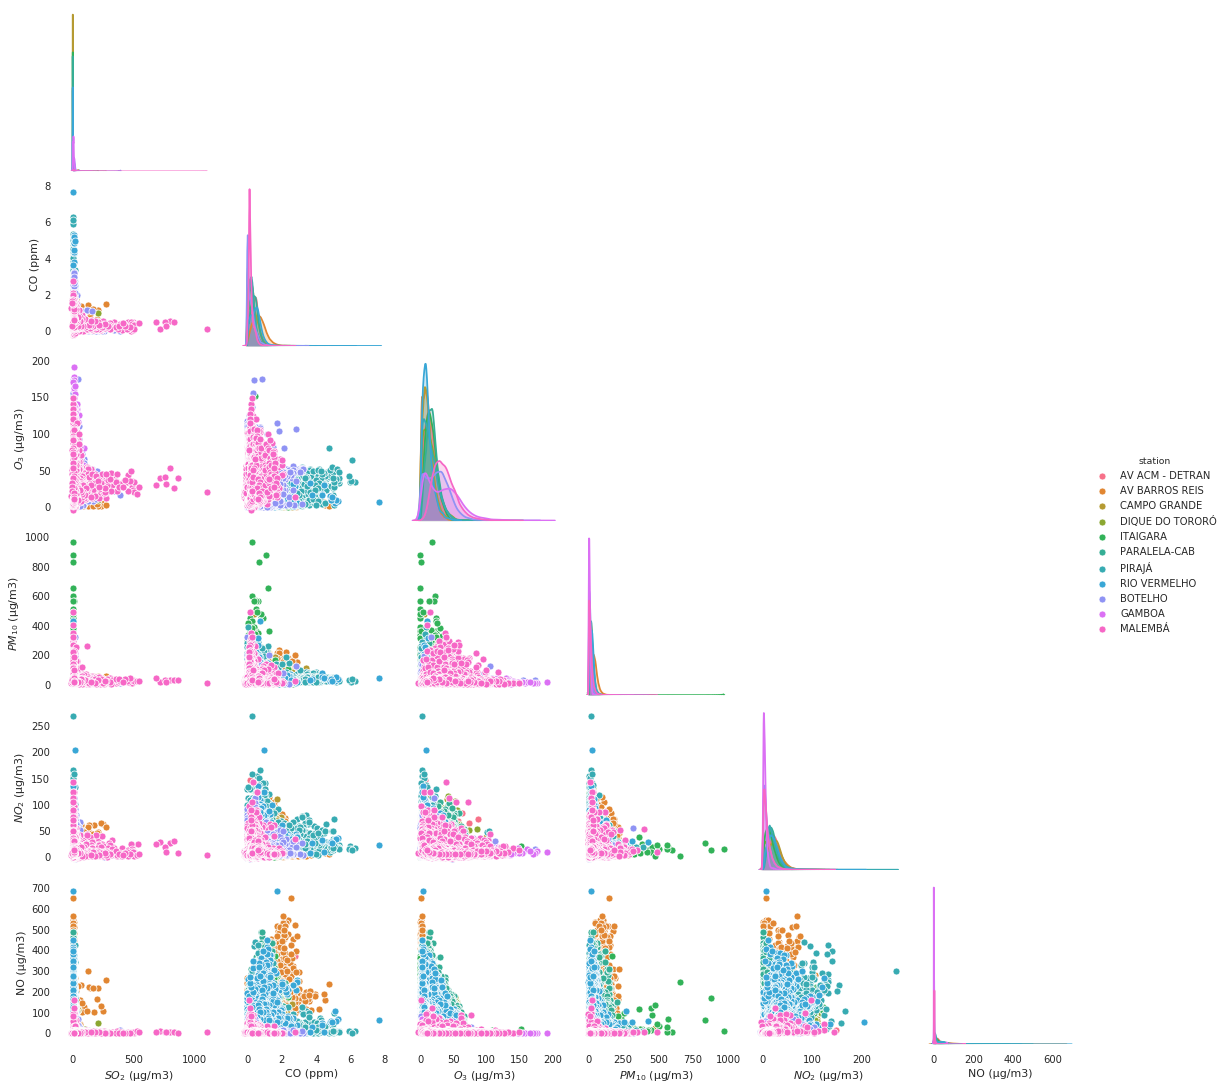 8
6
4
2
0
CO (ppm)
200
150
100
50
0
O3 (µg/m3)
station
AV ACM - DETRAN
AV BARROS REIS
CAMPO GRANDE
DIQUE DO TORORÓ
ITAIGARA
PARALELA-CAB
PIRAJÁ
RIO VERMELHO
BOTELHO
GAMBOA
MALEMBÁ
1000
800
600
400
200
0
PM10 (µg/m3)
250
200
150
100
50
0
NO2 (µg/m3)
700
600
500
400
300
200
100
0
NO (µg/m3)
0 500 1000
0 2 4 6 8
0 50 100 150 200
0 250 500 750 1000
0 100 200
0 200 400 600
SO2 (µg/m3)
CO (ppm)
O3 (µg/m3)
PM10 (µg/m3)
NO2 (µg/m3)
NO (µg/m3)